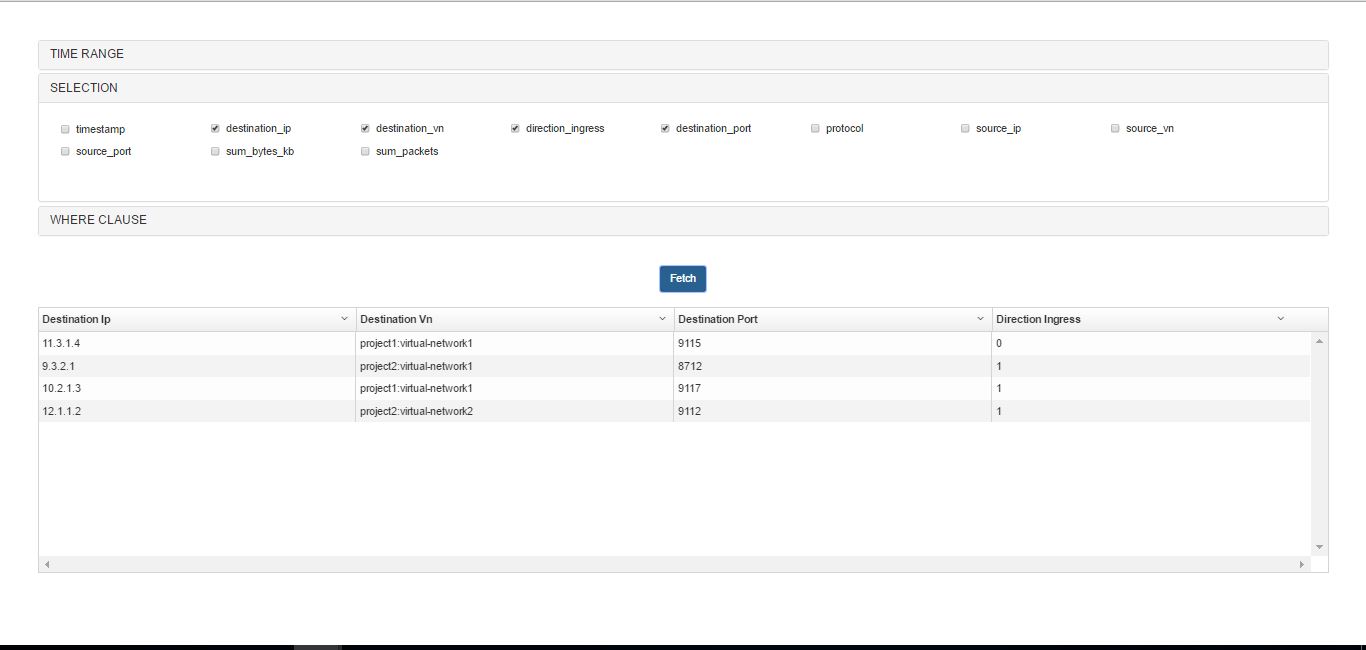 TIME RANGE
SELECTION
timestamp destination_ip destination_vn direction_ingress destination_port protocol source_ip source_vn
source_port sum_bytes_kb sum_packets
WHERE CLAUSE
Fetch
Destination Ip Destination Vn Destination Port Direction Ingress
11.3.1.4 project1:virtual-network1 9115 0
9.3.2.1 project2:virtual-network1 8712 1
10.2.1.3 project1:virtual-network1 9117 1
12.1.1.2 project2:virtual-network2 9112 1